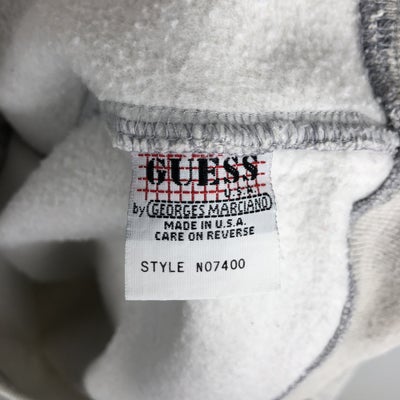 GUESS
U.S.A.
by GEORGES MARCIANO
MADE IN U.S.A.
CARE ON REVERSE
STYLE N07400